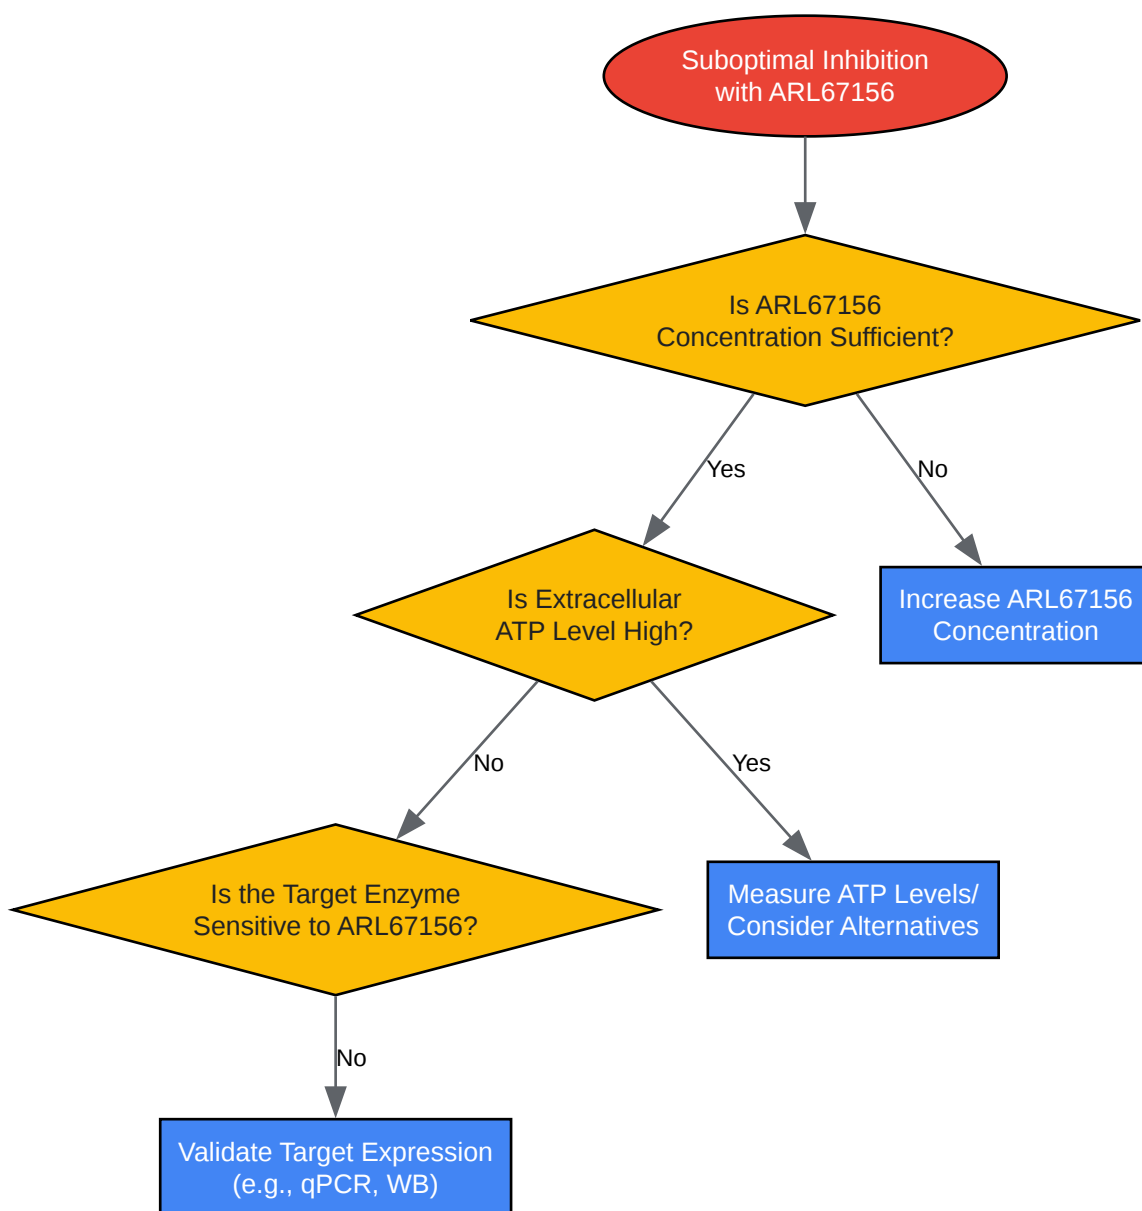 Suboptimal Inhibition
with ARL67156
Is ARL67156
Concentration Sufficient?
Yes
No
Is Extracellular
ATP Level High?
Increase ARL67156
Concentration
No
Yes
Is the Target Enzyme
Sensitive to ARL67156?
Measure ATP Levels/
Consider Alternatives
No
Validate Target Expression
(e.g., qPCR, WB)